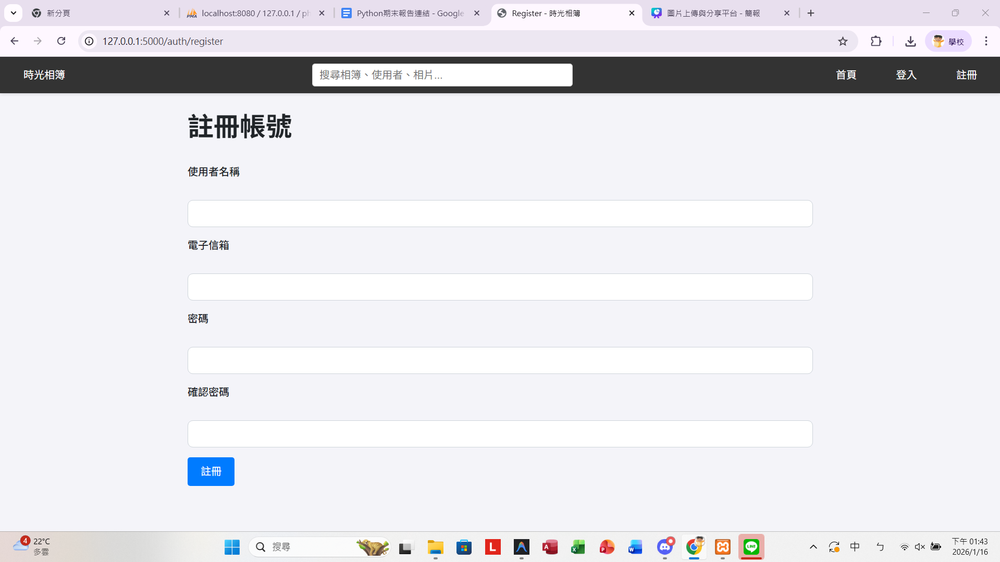 新分頁
localhost:8080 / 127.0.0.1 / ph
Python期末報告連結 - Google
Register - 時光相簿
圖片上傳與分享平台 - 簡報
127.0.0.1:5000/auth/register
學校
時光相簿
搜尋相簿、使用者、相片...
首頁
登入
註冊
註冊帳號
使用者名稱
電子信箱
密碼
確認密碼
註冊
4
22°C
多雲
搜尋
中
ㄅ
下午 01:43
2026/1/16